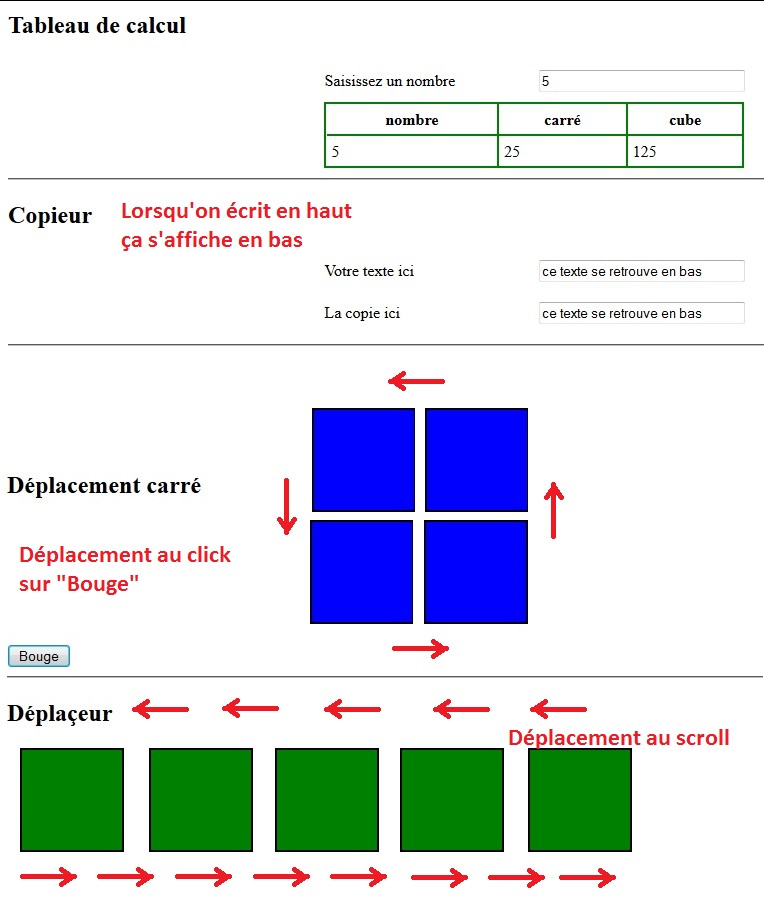 Tableau de calcul
Saisissez un nombre 5
nombre carré cube
5 25 125
Copieur
Lorsqu'on écrit en haut
ça s'affiche en bas
Votre texte ici ce texte se retrouve en bas
La copie ici ce texte se retrouve en bas
Déplacement carré
Déplacement au click
sur "Bouge"
Bouge
Déplaçeur
Déplacement au scroll